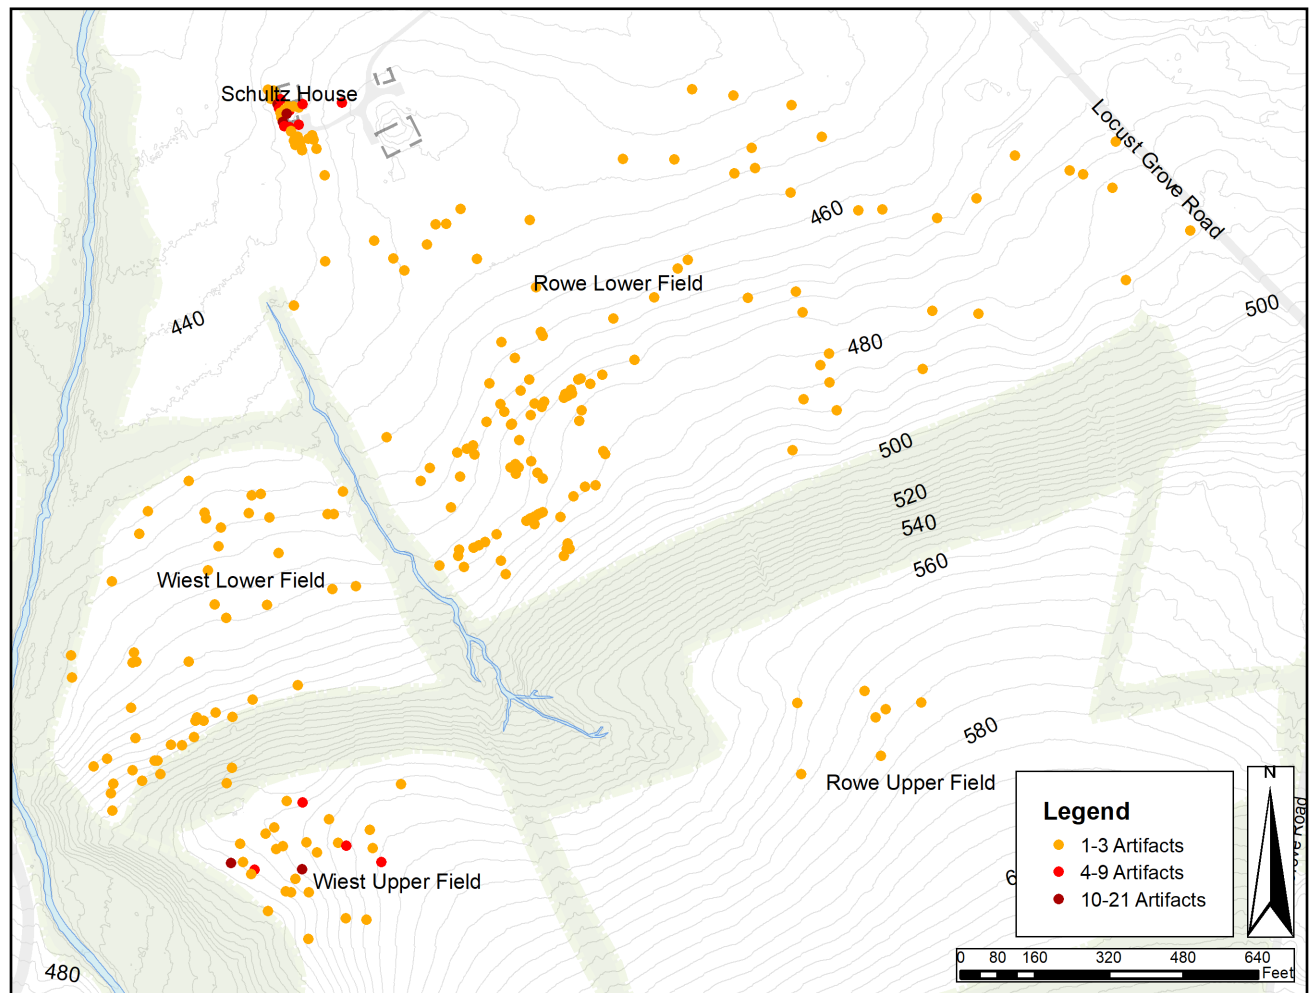 Schultz House
Locust Grove Road
460
Rowe Lower Field
440
500
480
500
520
540
560
Wiest Lower Field
580
Rowe Upper Field
Wiest Upper Field
480
Legend
1-3 Artifacts
4-9 Artifacts
10-21 Artifacts
N
Road
0 80 160 320 480 640
Feet